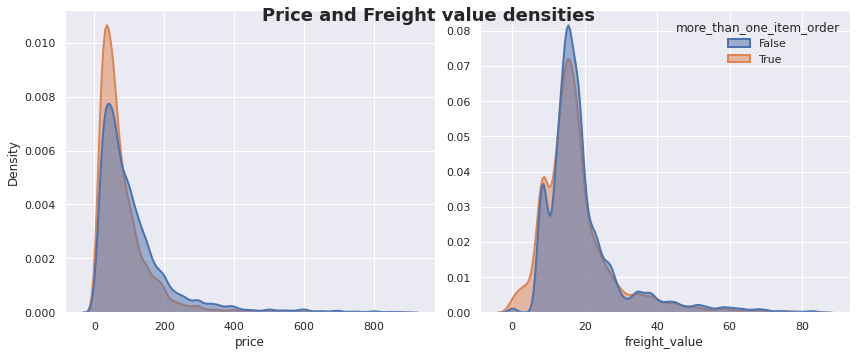 Price and Freight value densities
more_than_one_item_order
False
True
Density
0.010
0.008
0.006
0.004
0.002
0.000
0 200 400 600 800
price
0.08
0.07
0.06
0.05
0.04
0.03
0.02
0.01
0.00
0 20 40 60 80
freight_value